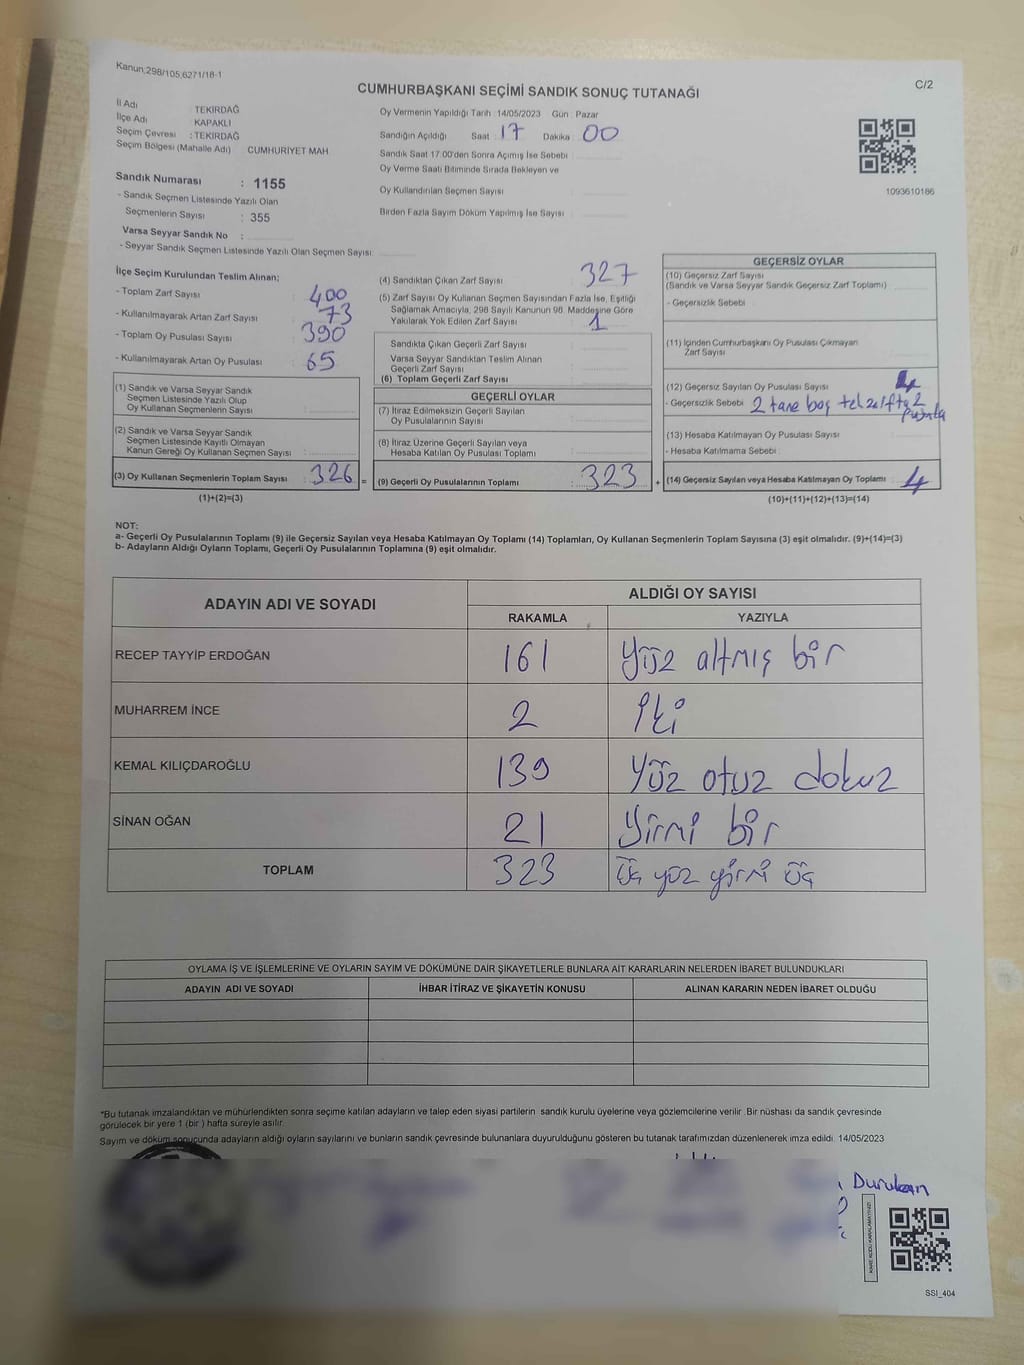 Kanun;298/105,6271/18-1
C/2
CUMHURBAŞKANI SEÇİMİ SANDIK SONUÇ TUTANAĞI
İl Adı : TEKİRDAĞ
İlçe Adı : KAPAKLI
Seçim Çevresi : TEKİRDAĞ
Seçim Bölgesi (Mahalle Adı) CUMHURİYET MAH.
Sandık Numarası : 1155
- Sandık Seçmen Listesinde Yazılı Olan
Seçmenlerin Sayısı : 355
Varsa Seyyar Sandık No :
- Seyyar Sandık Seçmen Listesinde Yazılı Olan Seçmen Sayısı:
Oy Vermenin Yapıldığı Tarih :14/05/2023 Gün : Pazar
Sandığın Açıldığı Saat : 17 Dakika : 00
Sandık Saat 17.00'den Sonra Açımış İse Sebebi :
Oy Verme Saati Bitiminde Sırada Bekleyen ve
Oy Kullandırılan Seçmen Sayısı :
Birden Fazla Sayım Döküm Yapılmış İse Sayısı :
1093610186
İlçe Seçim Kurulundan Teslim Alınan;
- Toplam Zarf Sayısı : 400
- Kullanılmayarak Artan Zarf Sayısı : 73
- Toplam Oy Pusulası Sayısı : 390
- Kullanılmayarak Artan Oy Pusulası : 65
(1) Sandık ve Varsa Seyyar Sandık
Seçmen Listesinde Yazılı Olup
Oy Kullanan Seçmenlerin Sayısı :
(2) Sandık ve Varsa Seyyar Sandık
Seçmen Listesinde Kayıtlı Olmayan
Kanun Gereği Oy Kullanan Seçmen Sayısı :
(3) Oy Kullanan Seçmenlerin Toplam Sayısı : 326
(1)+(2)=(3)
=
(4) Sandıktan Çıkan Zarf Sayısı : 327
(5) Zarf Sayısı Oy Kullanan Seçmen Sayısından Fazla İse, Eşitliği
Sağlamak Amacıyla, 298 Sayılı Kanunun 98. Maddesine Göre
Yakılarak Yok Edilen Zarf Sayısı : 1
Sandıkta Çıkan Geçerli Zarf Sayısı :
Varsa Seyyar Sandıktan Teslim Alınan
Geçerli Zarf Sayısı :
(6) Toplam Geçerli Zarf Sayısı
GEÇERLİ OYLAR
(7) İtiraz Edilmeksizin Geçerli Sayılan
Oy Pusulalarının Sayısı :
(8) İtiraz Üzerine Geçerli Sayılan veya
Hesaba Katılan Oy Pusulası Toplamı :
(9) Geçerli Oy Pusulalarının Toplamı : 323
+
GEÇERSİZ OYLAR
(10) Geçersiz Zarf Sayısı
(Sandık ve Varsa Seyyar Sandık Geçersiz Zarf Toplamı) :
- Geçersizlik Sebebi :
(11) İçinden Cumhurbaşkanı Oy Pusulası Çıkmayan
Zarf Sayısı :
(12) Geçersiz Sayılan Oy Pusulası Sayısı : 4
- Geçersizlik Sebebi : 2 tane boş tek zarfta 2
pusula
(13) Hesaba Katılmayan Oy Pusulası Sayısı :
- Hesaba Katılmama Sebebi :
(14) Geçersiz Sayılan veya Hesaba Katılmayan Oy Toplamı : 4
(10)+(11)+(12)+(13)=(14)
NOT:
a- Geçerli Oy Pusulalarının Toplamı (9) ile Geçersiz Sayılan veya Hesaba Katılmayan Oy Toplamı (14) Toplamları, Oy Kullanan Seçmenlerin Toplam Sayısına (3) eşit olmalıdır. (9)+(14)=(3)
b- Adayların Aldığı Oyların Toplamı, Geçerli Oy Pusulalarının Toplamına (9) eşit olmalıdır.
ADAYIN ADI VE SOYADI
ALDIĞI OY SAYISI
RAKAMLA YAZIYLA
RECEP TAYYİP ERDOĞAN 161 Yüz altmış bir
MUHARREM İNCE 2 İki
KEMAL KILIÇDAROĞLU 139 Yüz otuz dokuz
SİNAN OĞAN 21 Yirmi bir
TOPLAM 323 üç yüz yirmi üç
OYLAMA İŞ VE İŞLEMLERİNE VE OYLARIN SAYIM VE DÖKÜMÜNE DAİR ŞİKAYETLERLE BUNLARA AİT KARARLARIN NELERDEN İBARET BULUNDUKLARI
ADAYIN ADI VE SOYADI İHBAR İTİRAZ VE ŞİKAYETİN KONUSU ALINAN KARARIN NEDEN İBARET OLDUĞU
*Bu tutanak imzalandıktan ve mühürlendikten sonra seçime katılan adayların ve talep eden siyasi partilerin sandık kurulu üyelerine veya gözlemcilerine verilir .Bir nüshası da sandık çevresinde
görülecek bir yere 1 (bir ) hafta süreyle asılır.
Sayım ve döküm sonucunda adayların aldığı oyların sayılarını ve bunların sandık çevresinde bulunanlara duyurulduğunu gösteren bu tutanak tarafımızdan düzenlenerek imza edildi. 14/05/2023
Durukan
KARE KODU KARALAMAYINIZ!
SSI_404